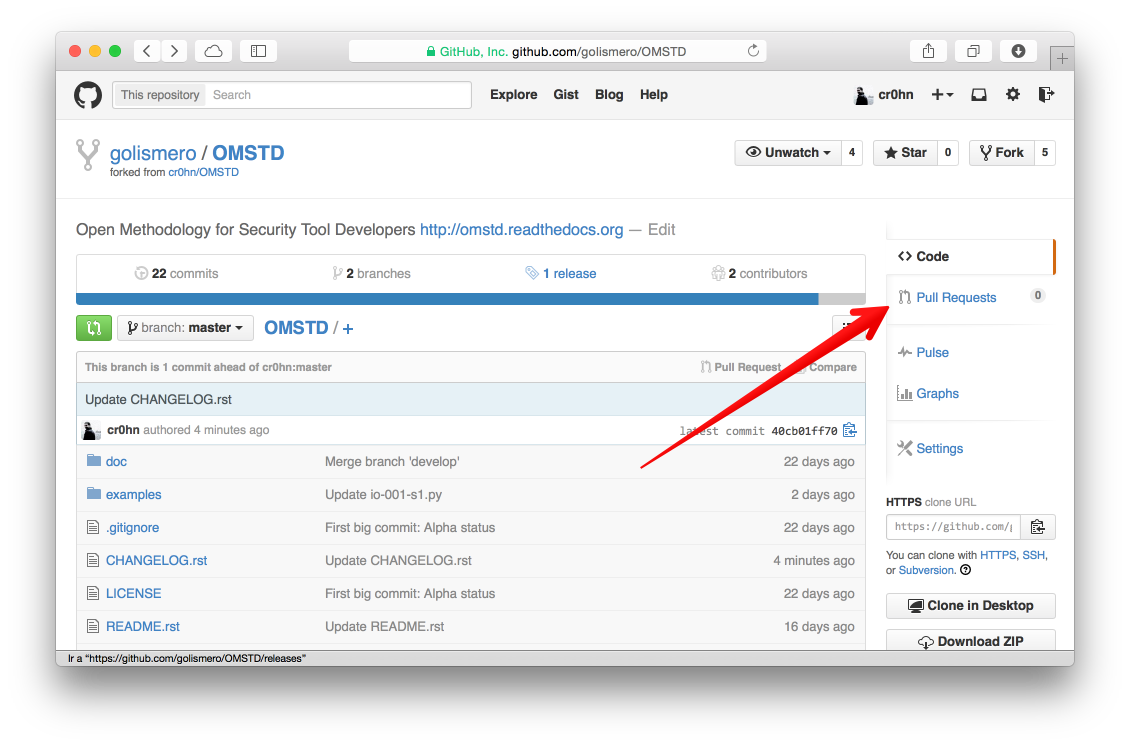 GitHub, Inc. github.com/golismero/OMSTD
This repository Search Explore Gist Blog Help cr0hn
golismero / OMSTD Unwatch 4 Star 0 Fork 5
forked from cr0hn/OMSTD
Open Methodology for Security Tool Developers http://omstd.readthedocs.org — Edit
Code
22 commits 2 branches 1 release 2 contributors
Pull Requests 0
branch: master OMSTD / +
Pulse
This branch is 1 commit ahead of cr0hn:master Pull Request Compare
Graphs
Update CHANGELOG.rst
cr0hn authored 4 minutes ago latest commit 40cb01ff70
Settings
doc Merge branch 'develop' 22 days ago
examples Update io-001-s1.py 2 days ago
HTTPS clone URL
.gitignore First big commit: Alpha status 22 days ago
https://github.com/
You can clone with HTTPS, SSH,
or Subversion.
CHANGELOG.rst Update CHANGELOG.rst 4 minutes ago
LICENSE First big commit: Alpha status 22 days ago
Clone in Desktop
README.rst Update README.rst 16 days ago
Download ZIP
Ir a “https://github.com/golismero/OMSTD/releases”